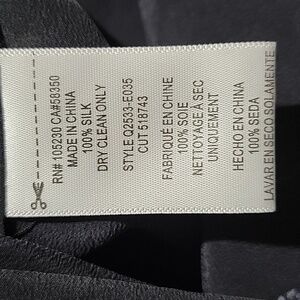 RN# 105230 CA#58350
MADE IN CHINA
100% SILK
DRY CLEAN ONLY
STYLE Q2533-E035
CUT 518743
FABRIQUÉ EN CHINE
100% SOIE
NETTOYAGE À SEC
UNIQUEMENT
HECHO EN CHINA
100% SEDA
LAVAR EN SECO SOLAMENTE